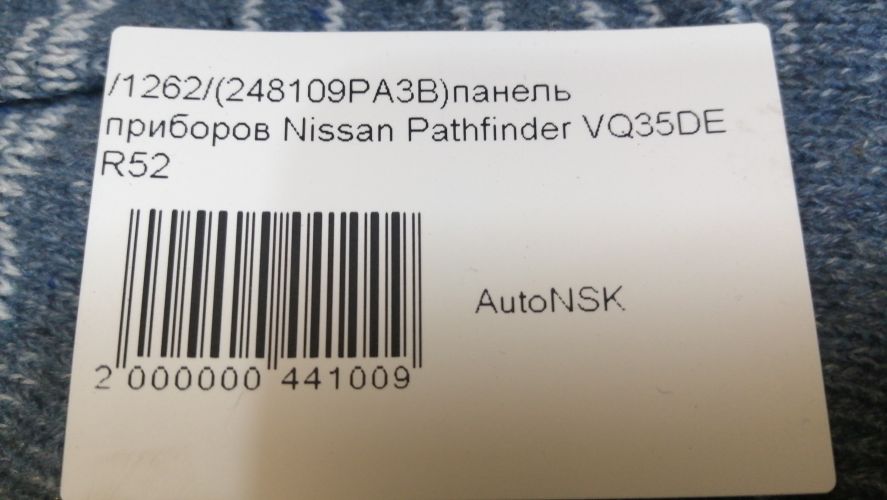 /1262/(248109PA3B)панель
приборов Nissan Pathfinder VQ35DE
R52
AutoNSK
2 000000 441009